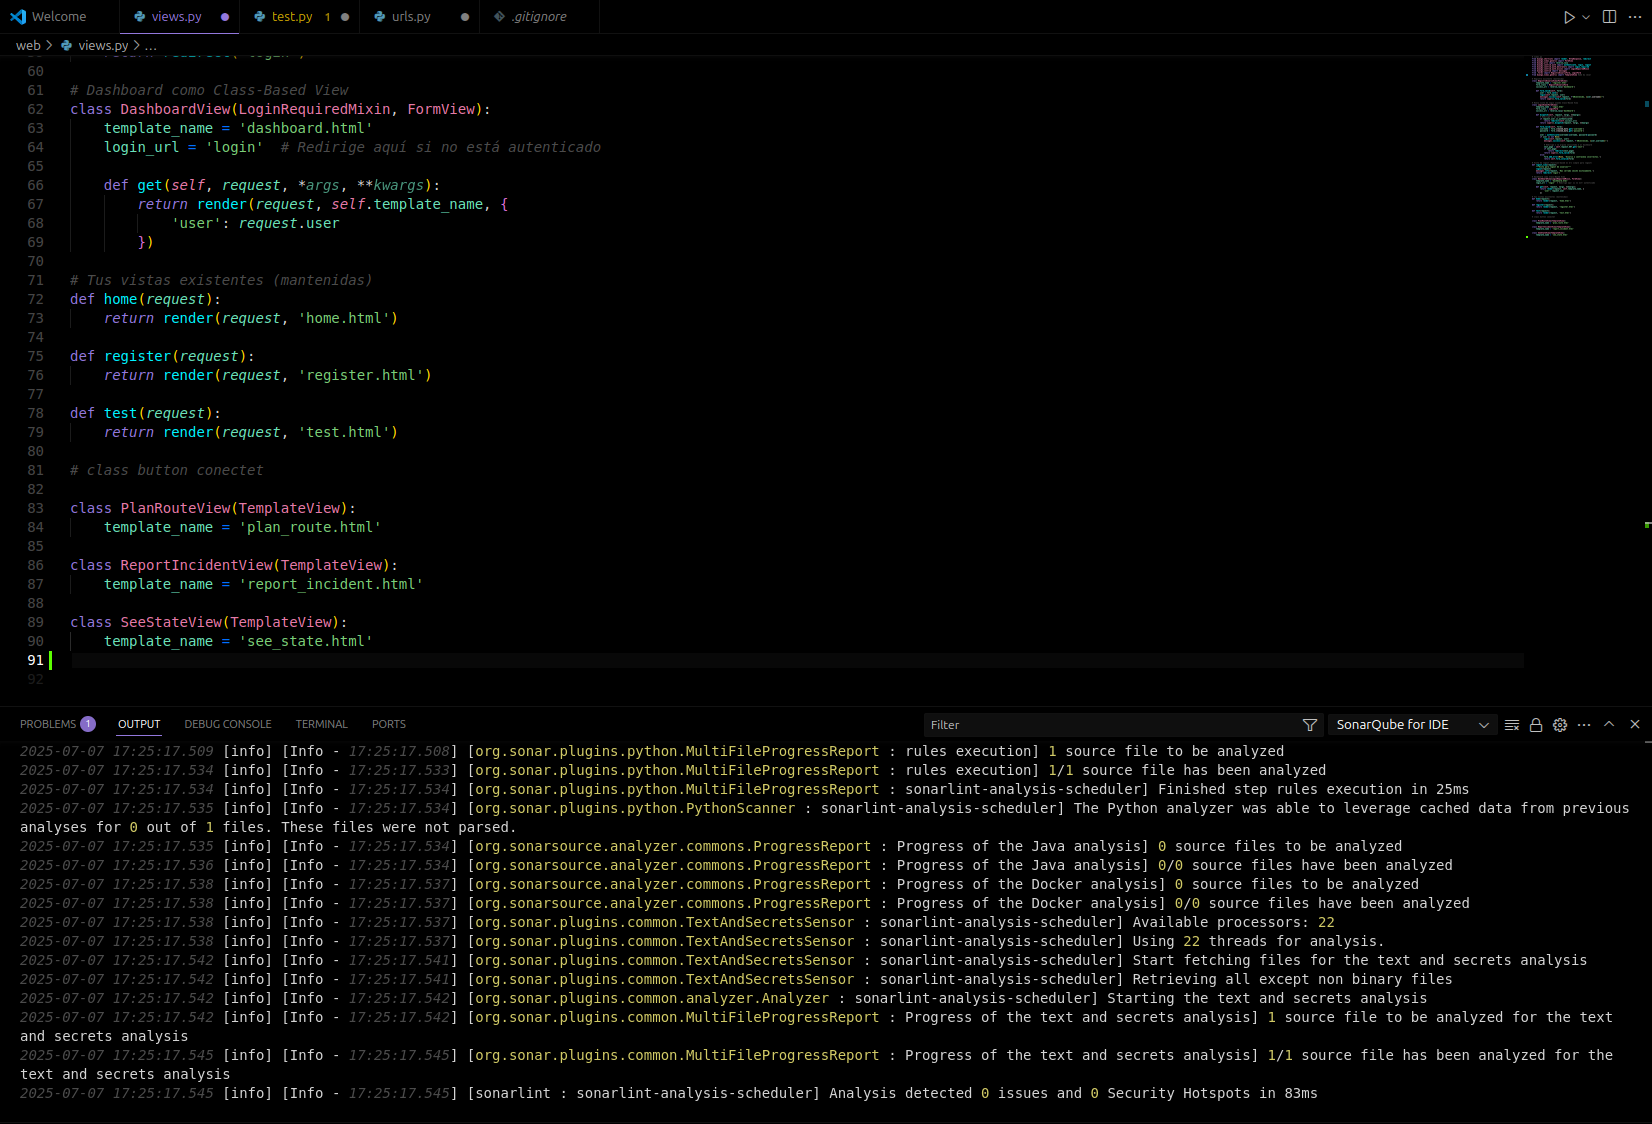 Welcome
views.py
test.py 1
urls.py
.gitignore
web > views.py > ...
60
61 # Dashboard como Class-Based View
62 class DashboardView(LoginRequiredMixin, FormView):
63     template_name = 'dashboard.html'
64     login_url = 'login'  # Redirige aquí si no está autenticado
65
66     def get(self, request, *args, **kwargs):
67         return render(request, self.template_name, {
68             'user': request.user
69         })
70
71 # Tus vistas existentes (mantenidas)
72 def home(request):
73     return render(request, 'home.html')
74
75 def register(request):
76     return render(request, 'register.html')
77
78 def test(request):
79     return render(request, 'test.html')
80
81 # class button conectet
82
83 class PlanRouteView(TemplateView):
84     template_name = 'plan_route.html'
85
86 class ReportIncidentView(TemplateView):
87     template_name = 'report_incident.html'
88
89 class SeeStateView(TemplateView):
90     template_name = 'see_state.html'
91
92
PROBLEMS 1 OUTPUT DEBUG CONSOLE TERMINAL PORTS Filter SonarQube for IDE
2025-07-07 17:25:17.509 [info] [Info - 17:25:17.508] [org.sonar.plugins.python.MultiFileProgressReport : rules execution] 1 source file to be analyzed
2025-07-07 17:25:17.534 [info] [Info - 17:25:17.533] [org.sonar.plugins.python.MultiFileProgressReport : rules execution] 1/1 source file has been analyzed
2025-07-07 17:25:17.534 [info] [Info - 17:25:17.534] [org.sonar.plugins.python.MultiFileProgressReport : sonarlint-analysis-scheduler] Finished step rules execution in 25ms
2025-07-07 17:25:17.535 [info] [Info - 17:25:17.534] [org.sonar.plugins.python.PythonScanner : sonarlint-analysis-scheduler] The Python analyzer was able to leverage cached data from previous
analyses for 0 out of 1 files. These files were not parsed.
2025-07-07 17:25:17.535 [info] [Info - 17:25:17.534] [org.sonarsource.analyzer.commons.ProgressReport : Progress of the Java analysis] 0 source files to be analyzed
2025-07-07 17:25:17.536 [info] [Info - 17:25:17.534] [org.sonarsource.analyzer.commons.ProgressReport : Progress of the Java analysis] 0/0 source files have been analyzed
2025-07-07 17:25:17.538 [info] [Info - 17:25:17.537] [org.sonarsource.analyzer.commons.ProgressReport : Progress of the Docker analysis] 0 source files to be analyzed
2025-07-07 17:25:17.538 [info] [Info - 17:25:17.537] [org.sonarsource.analyzer.commons.ProgressReport : Progress of the Docker analysis] 0/0 source files have been analyzed
2025-07-07 17:25:17.538 [info] [Info - 17:25:17.537] [org.sonar.plugins.common.TextAndSecretsSensor : sonarlint-analysis-scheduler] Available processors: 22
2025-07-07 17:25:17.538 [info] [Info - 17:25:17.537] [org.sonar.plugins.common.TextAndSecretsSensor : sonarlint-analysis-scheduler] Using 22 threads for analysis.
2025-07-07 17:25:17.542 [info] [Info - 17:25:17.541] [org.sonar.plugins.common.TextAndSecretsSensor : sonarlint-analysis-scheduler] Start fetching files for the text and secrets analysis
2025-07-07 17:25:17.542 [info] [Info - 17:25:17.541] [org.sonar.plugins.common.TextAndSecretsSensor : sonarlint-analysis-scheduler] Retrieving all except non binary files
2025-07-07 17:25:17.542 [info] [Info - 17:25:17.542] [org.sonar.plugins.common.analyzer.Analyzer : sonarlint-analysis-scheduler] Starting the text and secrets analysis
2025-07-07 17:25:17.542 [info] [Info - 17:25:17.542] [org.sonar.plugins.common.MultiFileProgressReport : Progress of the text and secrets analysis] 1 source file to be analyzed for the text
and secrets analysis
2025-07-07 17:25:17.545 [info] [Info - 17:25:17.545] [org.sonar.plugins.common.MultiFileProgressReport : Progress of the text and secrets analysis] 1/1 source file has been analyzed for the
text and secrets analysis
2025-07-07 17:25:17.545 [info] [Info - 17:25:17.545] [sonarlint : sonarlint-analysis-scheduler] Analysis detected 0 issues and 0 Security Hotspots in 83ms